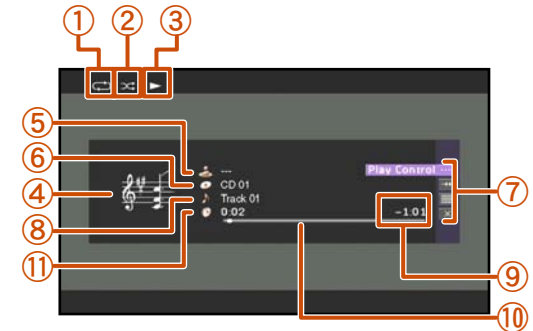 ① ② ③
⑤ --- Play Control ---
⑥ CD 01
④ ⑦
⑧ Track 01
⑪ 0:02 -1:01
⑨
⑩